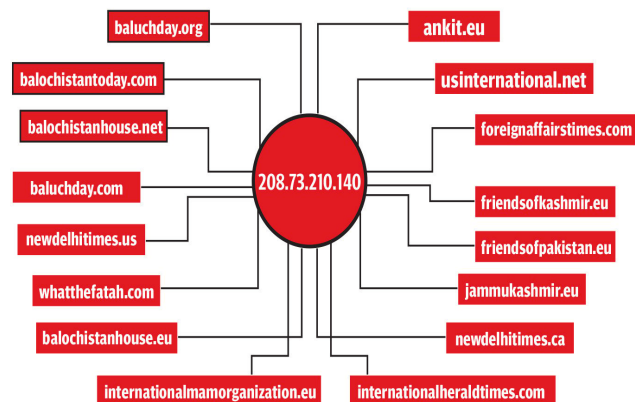 baluchday.org
ankit.eu
balochistantoday.com
usinternational.net
balochistanhouse.net
foreignaffairstimes.com
208.73.210.140
baluchday.com
friendsofkashmir.eu
newdelhitimes.us
friendsofpakistan.eu
whatthefatah.com
jammukashmir.eu
balochistanhouse.eu
newdelhitimes.ca
internationalmamorganization.eu
internationalheraldtimes.com